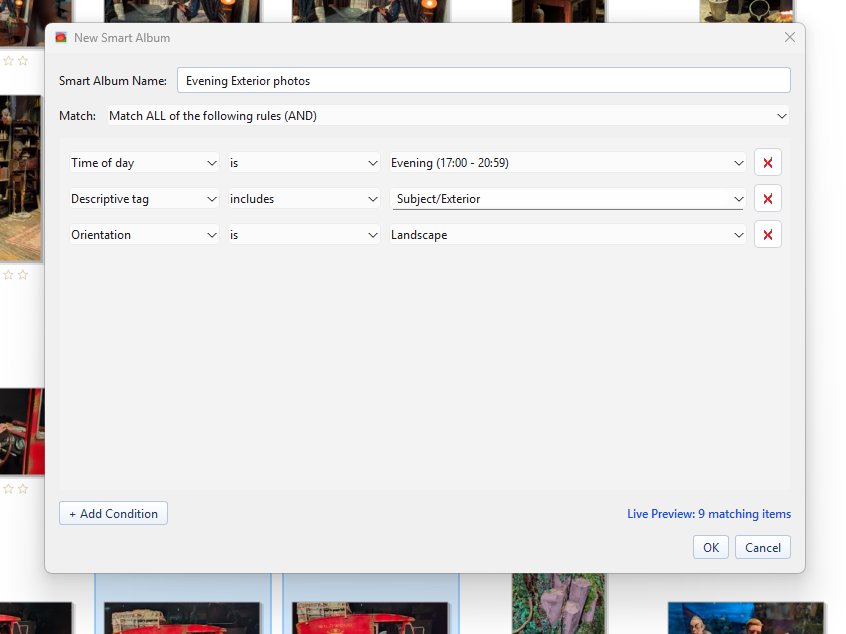 New Smart Album
Smart Album Name: Evening Exterior photos
Match: Match ALL of the following rules (AND)
Time of day is Evening (17:00 - 20:59)
Descriptive tag includes Subject/Exterior
Orientation is Landscape
+ Add Condition Live Preview: 9 matching items
OK Cancel